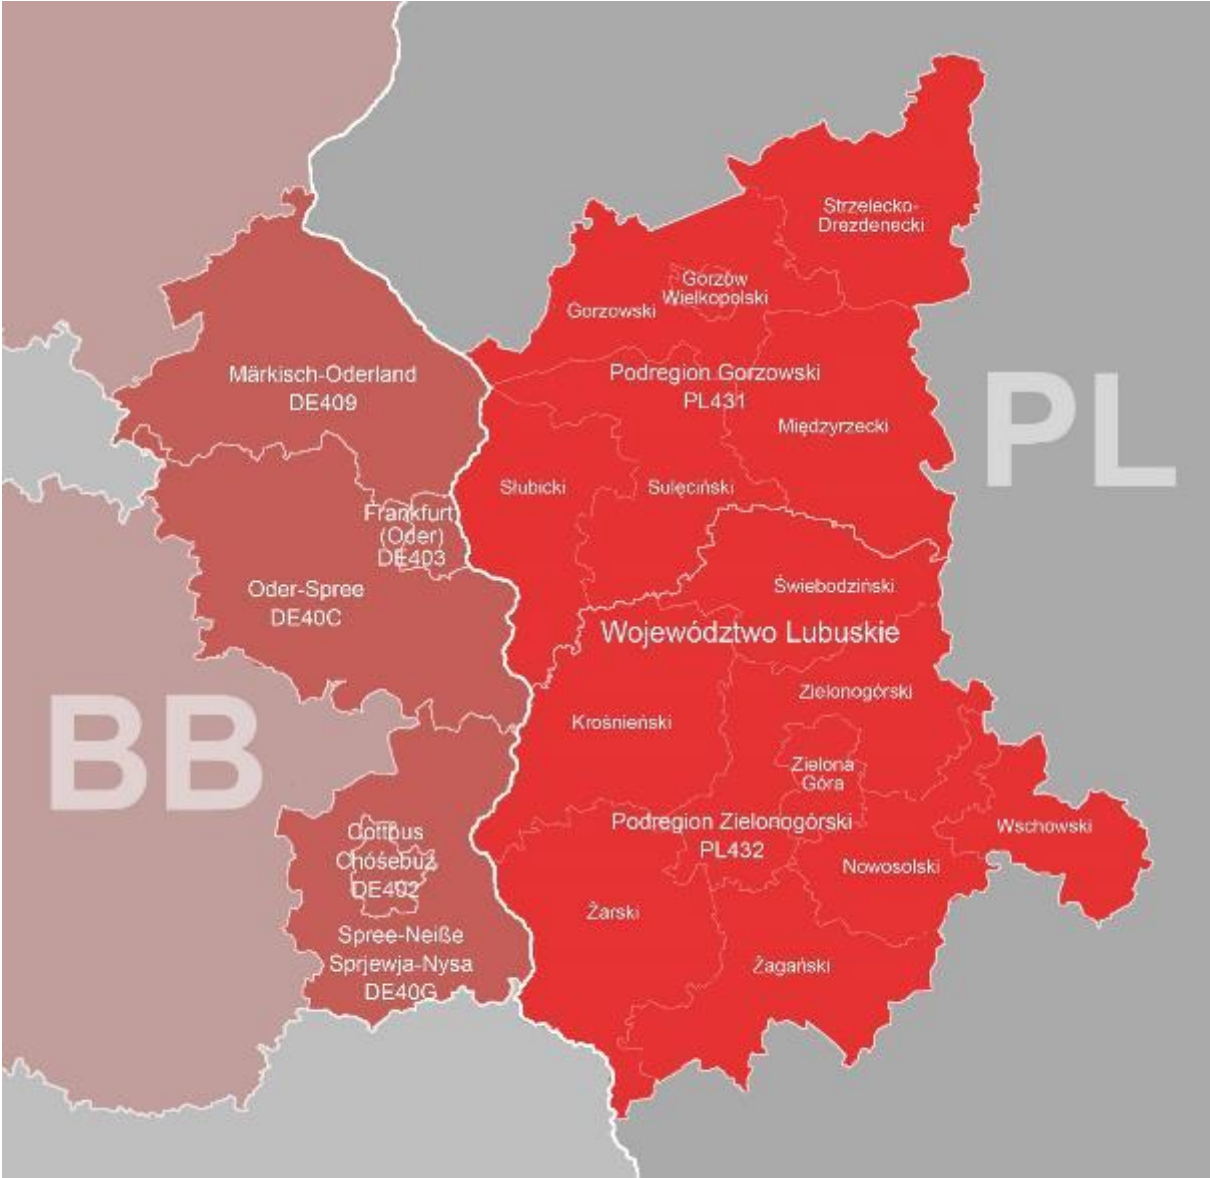 Strzelecko-
Drezdenecki
Gorzów
Wielkopolski
Gorzowski
Märkisch-Oderland
DE409
Podregion Gorzowski
PL431
PL
Międzyrzecki
Słubicki
Sulęciński
Frankfurt
(Oder)
DE403
Oder-Spree
DE40C
Świebodziński
Województwo Lubuskie
Zielonogórski
Krośnieński
BB
Zielona
Góra
Podregion Zielonogórski
PL432
Wschowski
Cottbus
Chóśebuz
DE402
Nowosolski
Żarski
Spree-Neiße
Sprjewja-Nysa
DE40G
Żagański